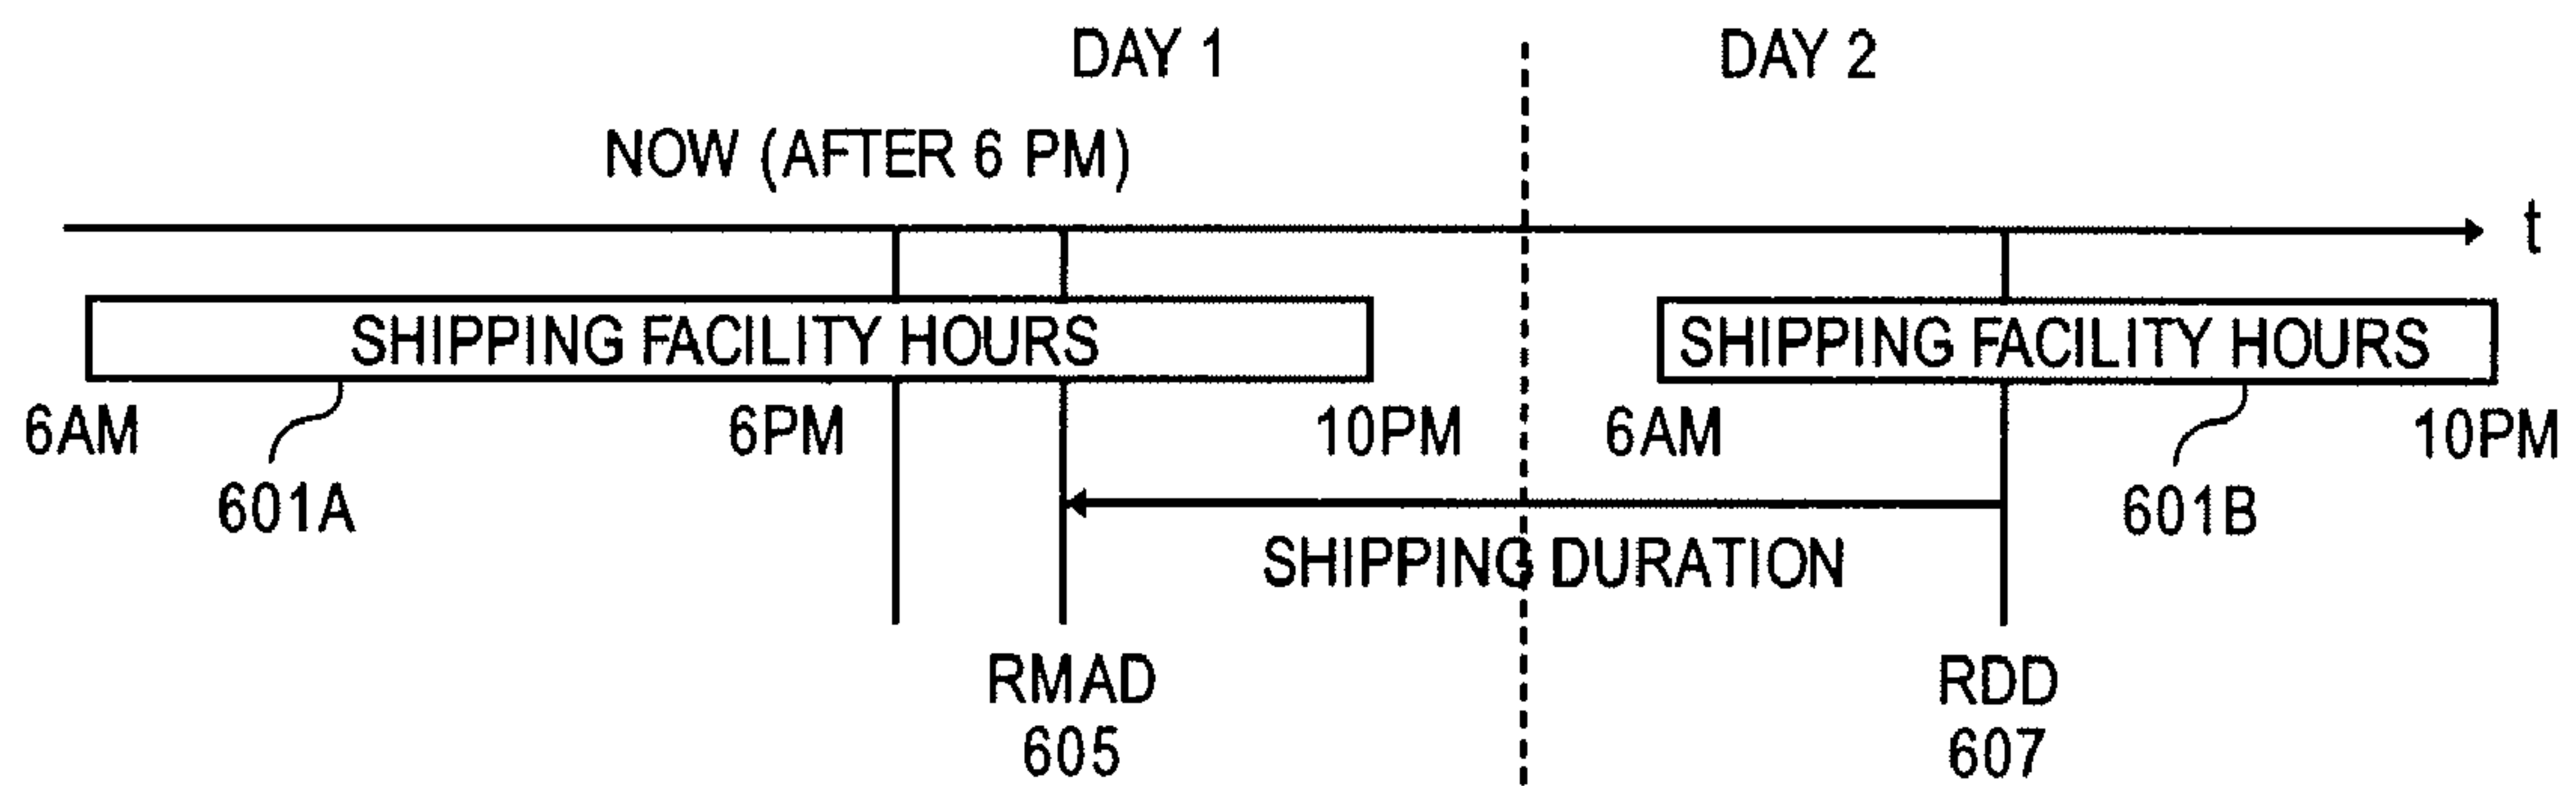 DAY 1
DAY 2
NOW (AFTER 6 PM)
t
SHIPPING FACILITY HOURS
SHIPPING FACILITY HOURS
6AM
6PM
10PM
6AM
10PM
601A
601B
SHIPPING DURATION
RMAD
605
RDD
607